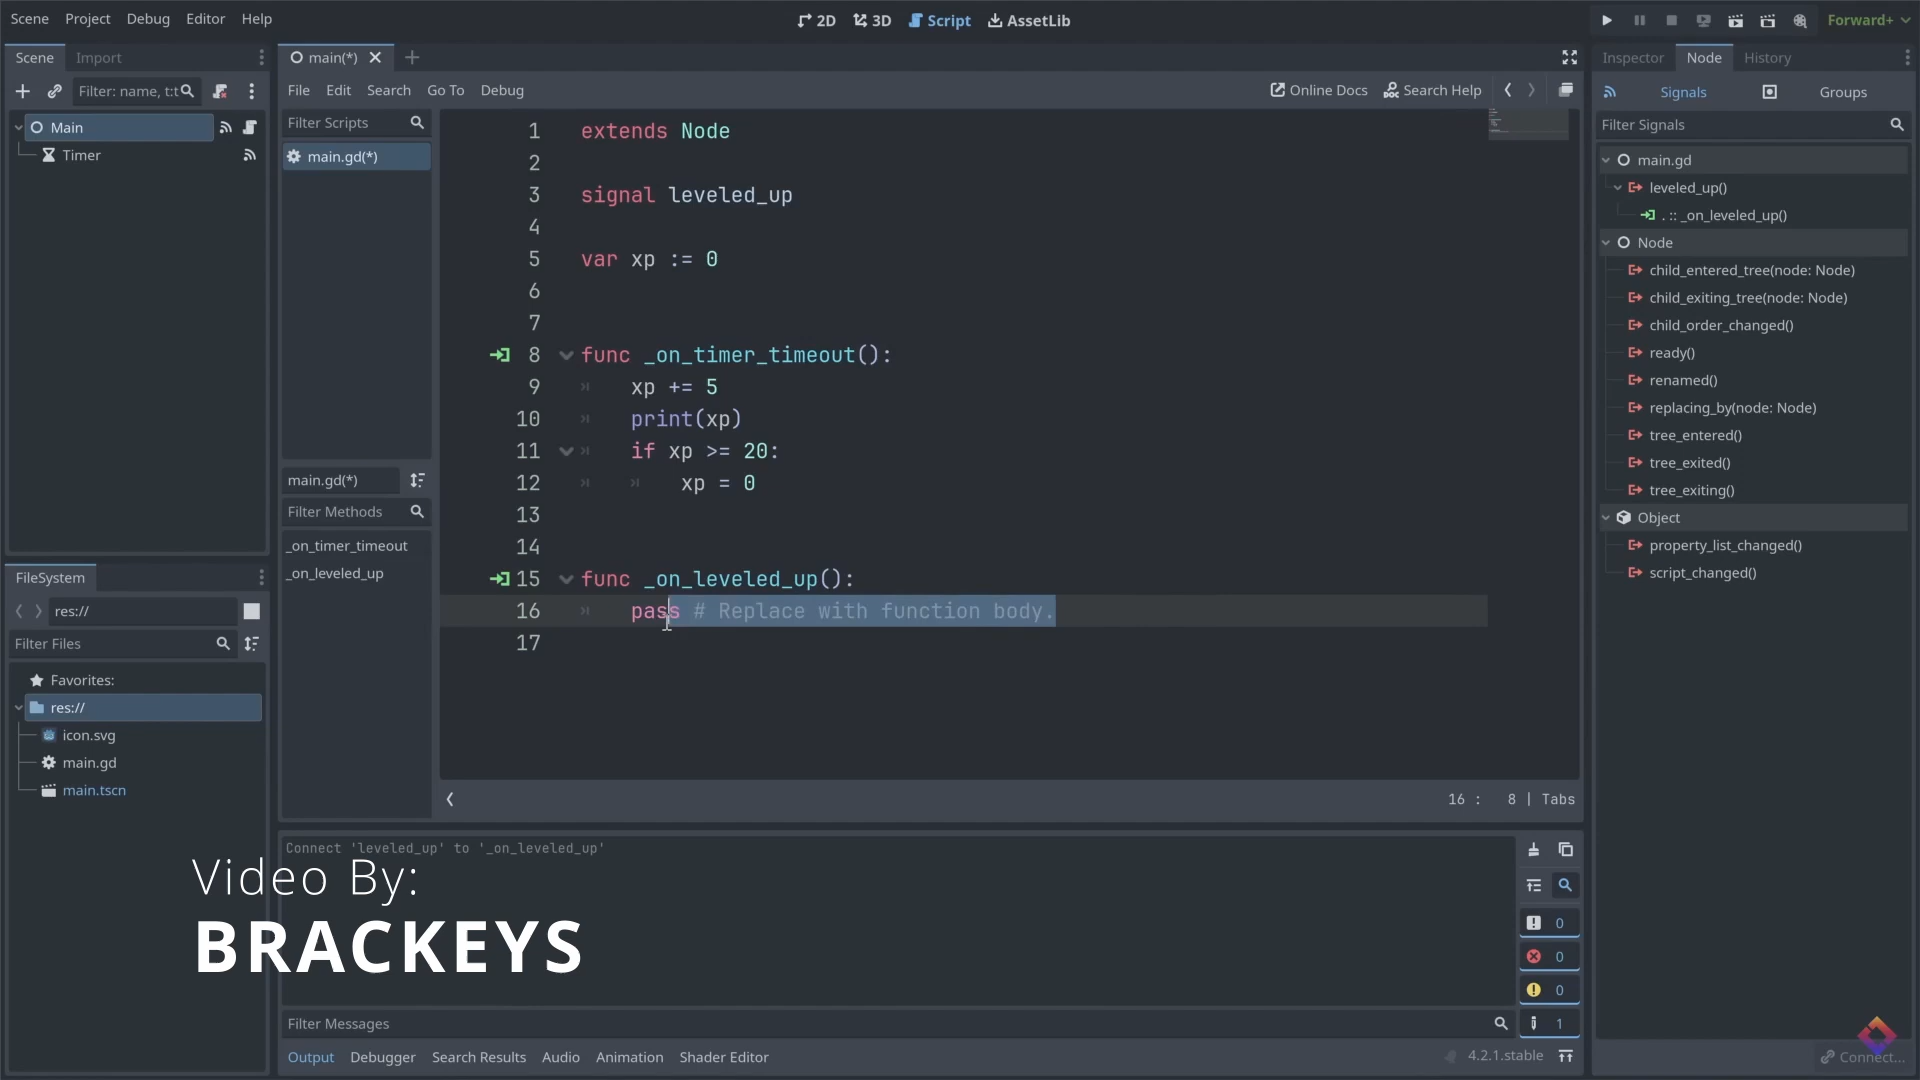 Scene Project Debug Editor Help
2D 3D Script AssetLib
Forward+
Scene Import
Filter: name, t:t
Main
Timer
FileSystem
res://
Filter Files
Favorites:
res://
icon.svg
main.gd
main.tscn
main(*)
File Edit Search Go To Debug
Online Docs Search Help
Filter Scripts
main.gd(*)
main.gd(*)
Filter Methods
_on_timer_timeout
_on_leveled_up
1 extends Node
2
3 signal leveled_up
4
5 var xp := 0
6
7
8 func _on_timer_timeout():
9 xp += 5
10 print(xp)
11 if xp >= 20:
12 xp = 0
13
14
15 func _on_leveled_up():
16 pass # Replace with function body.
17
16 : 8 | Tabs
Connect 'leveled_up' to '_on_leveled_up'
Video By:
BRACKEYS
0
0
0
1
Filter Messages
Output Debugger Search Results Audio Animation Shader Editor
4.2.1.stable
Inspector Node History
Signals Groups
Filter Signals
main.gd
leveled_up()
. :: _on_leveled_up()
Node
child_entered_tree(node: Node)
child_exiting_tree(node: Node)
child_order_changed()
ready()
renamed()
replacing_by(node: Node)
tree_entered()
tree_exited()
tree_exiting()
Object
property_list_changed()
script_changed()
Connect...